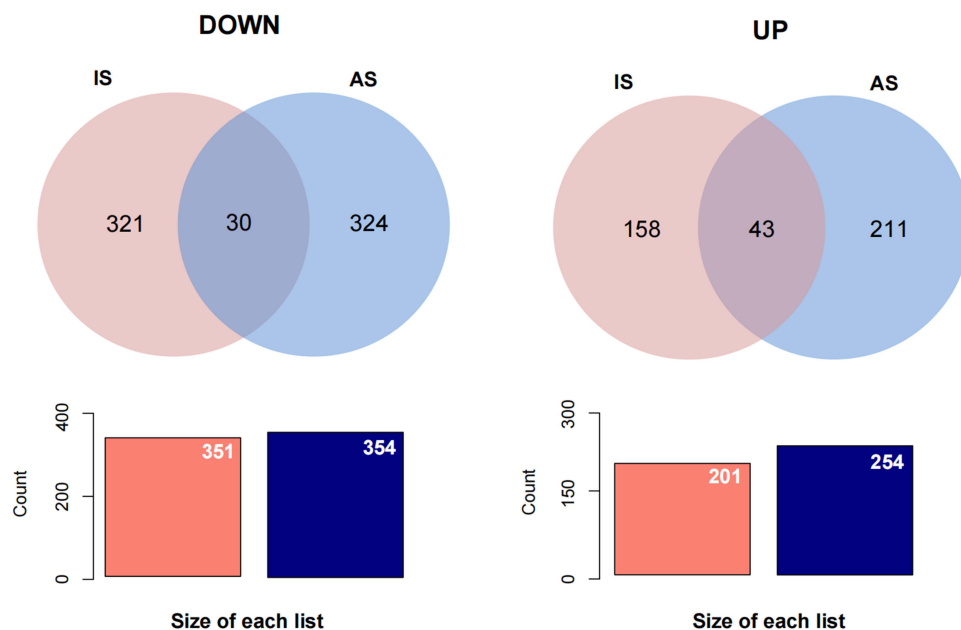 DOWN
IS
AS
321
30
324
400
200
0
Count
351
354
Size of each list
UP
IS
AS
158
43
211
300
150
0
Count
201
254
Size of each list